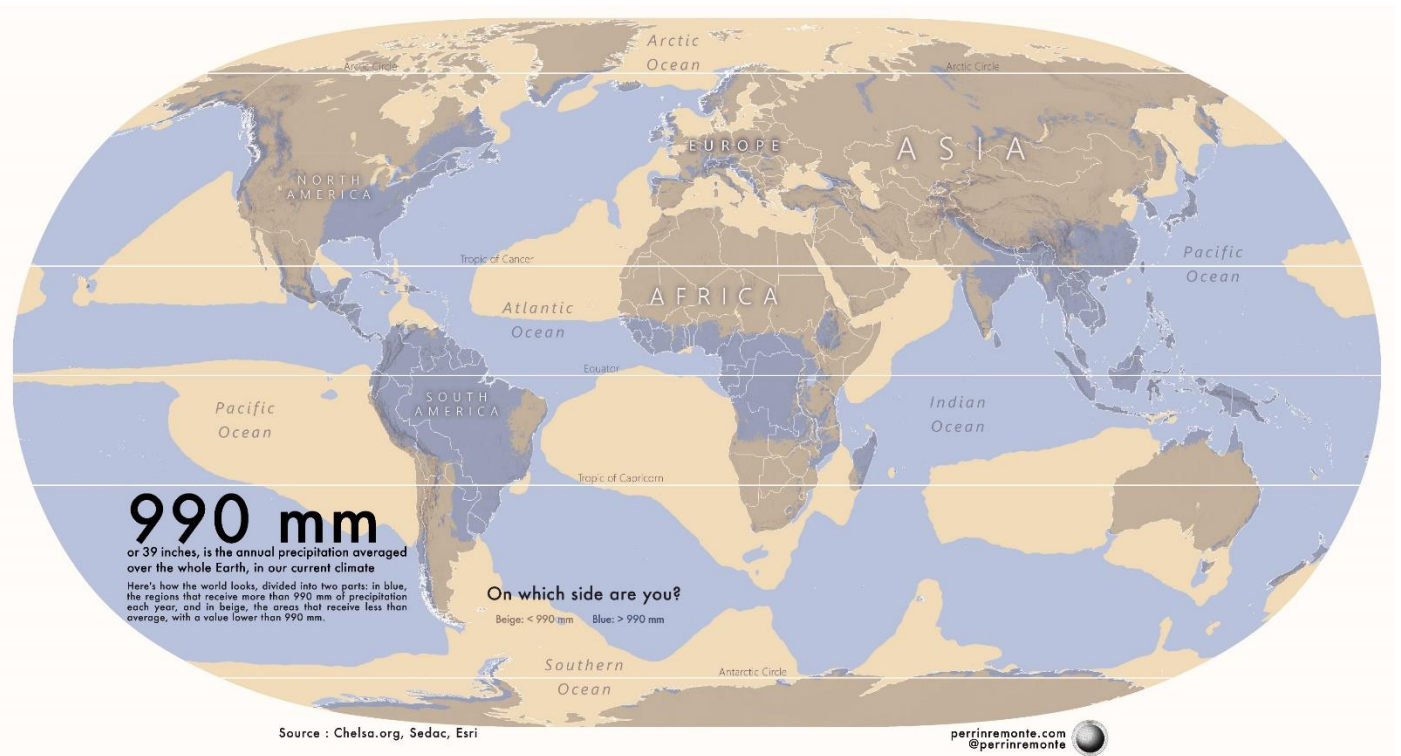 Arctic
Ocean
Arctic Circle
Arctic Circle
EUROPE
ASIA
NORTH
AMERICA
Pacific
Ocean
Tropic of Cancer
AFRICA
Atlantic
Ocean
Equator
SOUTH
AMERICA
Pacific
Ocean
Indian
Ocean
Tropic of Capricorn
990 mm
or 39 inches, is the annual precipitation averaged
over the whole Earth, in our current climate
Here's how the world looks, divided into two parts: in blue,
the regions that receive more than 990 mm of precipitation
each year, and in beige, the areas that receive less than
average, with a value lower than 990 mm.
On which side are you?
Beige: < 990 mm Blue: > 990 mm
Southern
Ocean
Antarctic Circle
Source : Chelsa.org, Sedac, Esri
perrinremonte.com
@perrinremonte